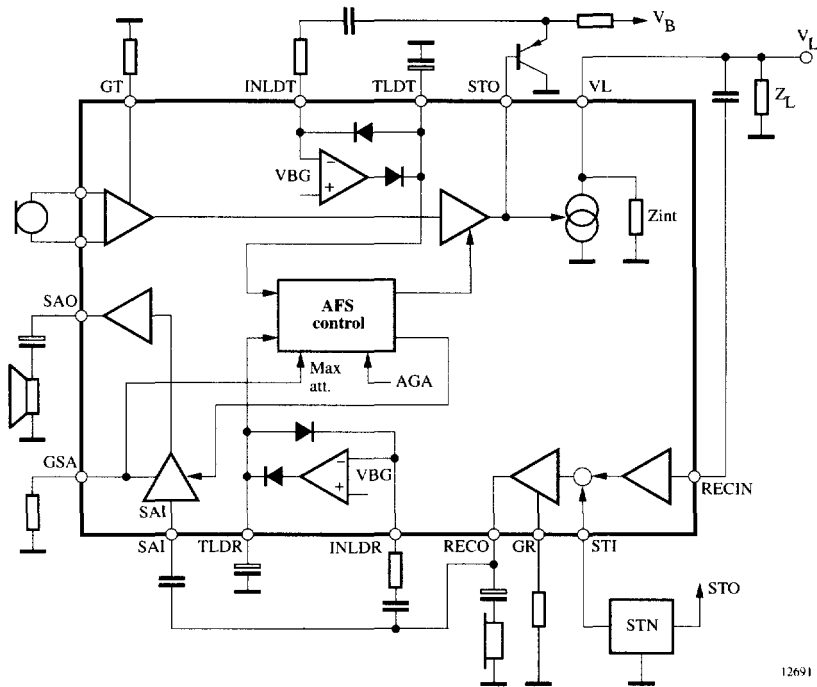 V_B
V_L
GT
INLDT
TLDT
STO
VL
Z_L
VBG
−
+
Zint
SAO
AFS
control
Max
att.
AGA
GSA
−
VBG
+
SAI
RECIN
SAI
TLDR
INLDR
RECO
GR
STI
STO
STN
12691